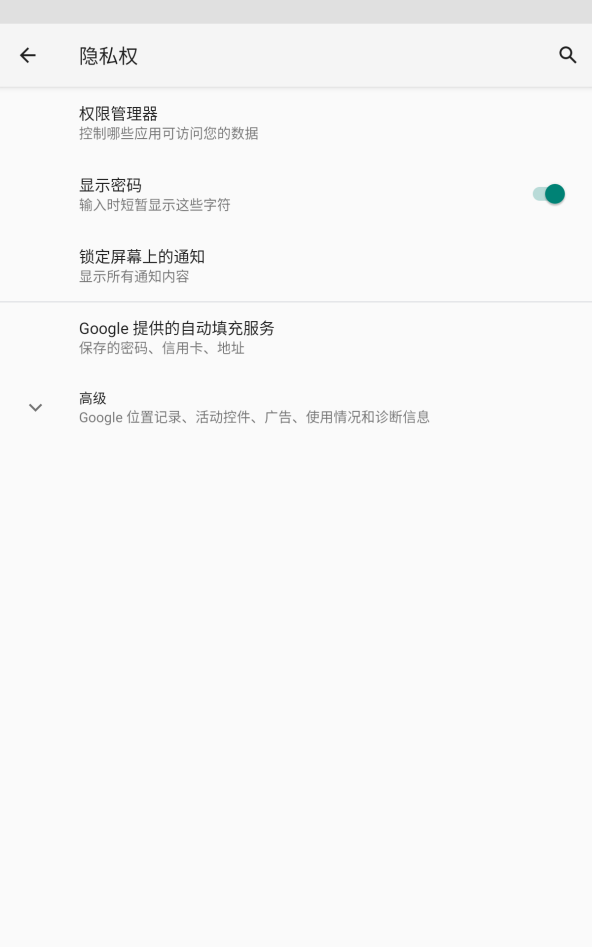 隐私权
权限管理器
控制哪些应用可访问您的数据
显示密码
输入时短暂显示这些字符
锁定屏幕上的通知
显示所有通知内容
Google 提供的自动填充服务
保存的密码、信用卡、地址
高级
Google 位置记录、活动控件、广告、使用情况和诊断信息